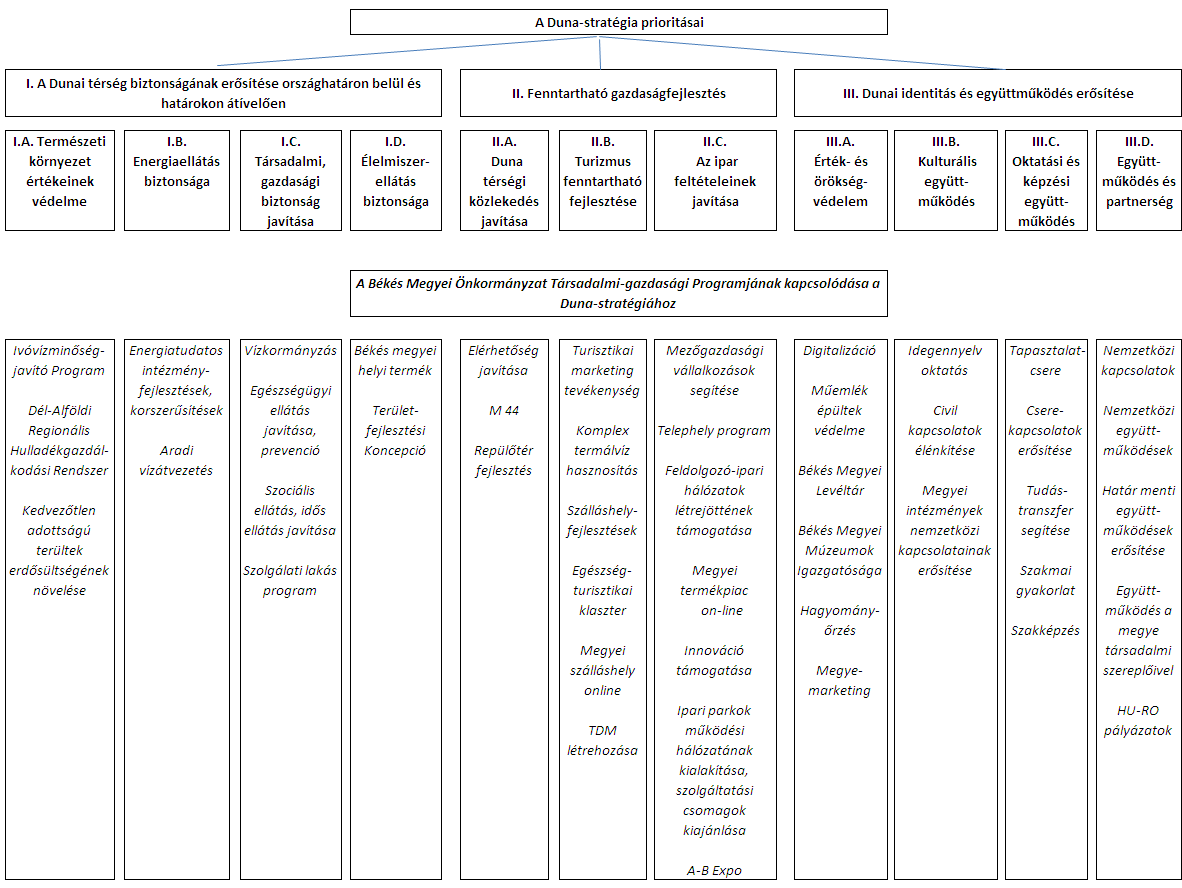 A Duna-stratégia prioritásai
I. A Dunai térség biztonságának erősítése országhatáron belül és
határokon átívelően
II. Fenntartható gazdaságfejlesztés
III. Dunai identitás és együttműködés erősítése
I.A. Természeti
környezet
értékeinek
védelme
I.B.
Energiaellátás
biztonsága
I.C.
Társadalmi,
gazdasági
biztonság
javítása
I.D.
Élelmiszer-
ellátás
biztonsága
II.A.
Duna
térségi
közlekedés
javítása
II.B.
Turizmus
fenntartható
fejlesztése
II.C.
Az ipar
feltételeinek
javítása
III.A.
Érték- és
örökség-
védelem
III.B.
Kulturális
együtt-
működés
III.C.
Oktatási és
képzési
együtt-
működés
III.D.
Együtt-
működés és
partnerség
A Békés Megyei Önkormányzat Társadalmi-gazdasági Programjának kapcsolódása a
Duna-stratégiához
Ivóvízminőség-
javító Program
Dél-Alföldi
Regionális
Hulladékgazdál-
kodási Rendszer
Kedvezőtlen
adottságú
terültek
erdősültségének
növelése
Energiatudatos
intézmény-
fejlesztések,
korszerűsítések
Aradi
vízátvezetés
Vízkormányzás
Egészségügyi
ellátás
javítása,
prevenció
Szociális
ellátás, idős
ellátás javítása
Szolgálati lakás
program
Békés megyei
helyi termék
Terület-
fejlesztési
Koncepció
Elérhetőség
javítása
M 44
Repülőtér
fejlesztés
Turisztikai
marketing
tevékenység
Komplex
termálvíz
hasznosítás
Szálláshely-
fejlesztések
Egészség-
turisztikai
klaszter
Megyei
szálláshely
online
TDM
létrehozása
Mezőgazdasági
vállalkozások
segítése
Telephely program
Feldolgozó-ipari
hálózatok
létrejöttének
támogatása
Megyei
termékpiac
on-line
Innováció
támogatása
Ipari parkok
működési
hálózatának
kialakítása,
szolgáltatási
csomagok
kiajánlása
A-B Expo
Digitalizáció
Műemlék
épültek
védelme
Békés Megyei
Levéltár
Békés Megyei
Múzeumok
Igazgatósága
Hagyomány-
őrzés
Megye-
marketing
Idegennyelv
oktatás
Civil
kapcsolatok
élénkítése
Megyei
intézmények
nemzetközi
kapcsolatainak
erősítése
Tapasztalat-
csere
Csere-
kapcsolatok
erősítése
Tudás-
transzfer
segítése
Szakmai
gyakorlat
Szakképzés
Nemzetközi
kapcsolatok
Nemzetközi
együtt-
működések
Határ menti
együtt-
működések
erősítése
Együtt-
működés a
megye
társadalmi
szereplőivel
HU-RO
pályázatok